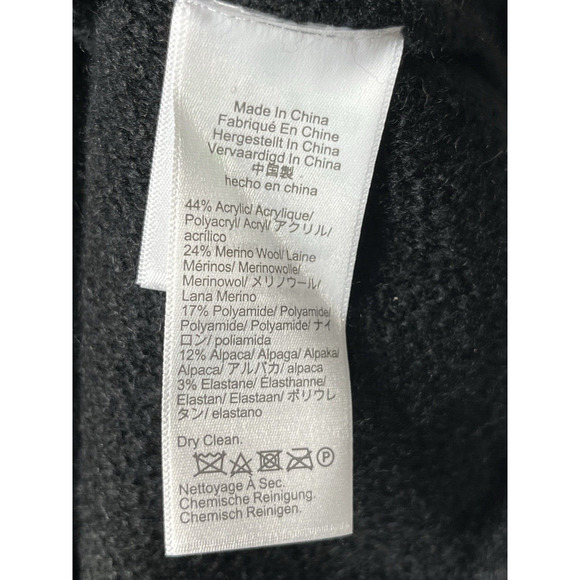 Made In China
Fabriqué En Chine
Hergestellt In China
Vervaardigd In China
中国製
hecho en china
44% Acrylic/ Acrylique/
Polyacryl/ Acryl/ アクリル/
acrílico
24% Merino Wool/ Laine
Mérinos/ Merinowolle/
Merinowol/ メリノウール/
Lana Merino
17% Polyamide/ Polyamide/
Polyamide/ Polyamide/ ナイ
ロン/ poliamida
12% Alpaca/ Alpaga/ Alpaka/
Alpaca/ アルパカ/ alpaca
3% Elastane/ Élasthanne/
Elastan/ Elastaan/ ポリウレ
タン/ elastano
Dry Clean.
P
Nettoyage À Sec.
Chemische Reinigung.
Chemisch Reinigen.